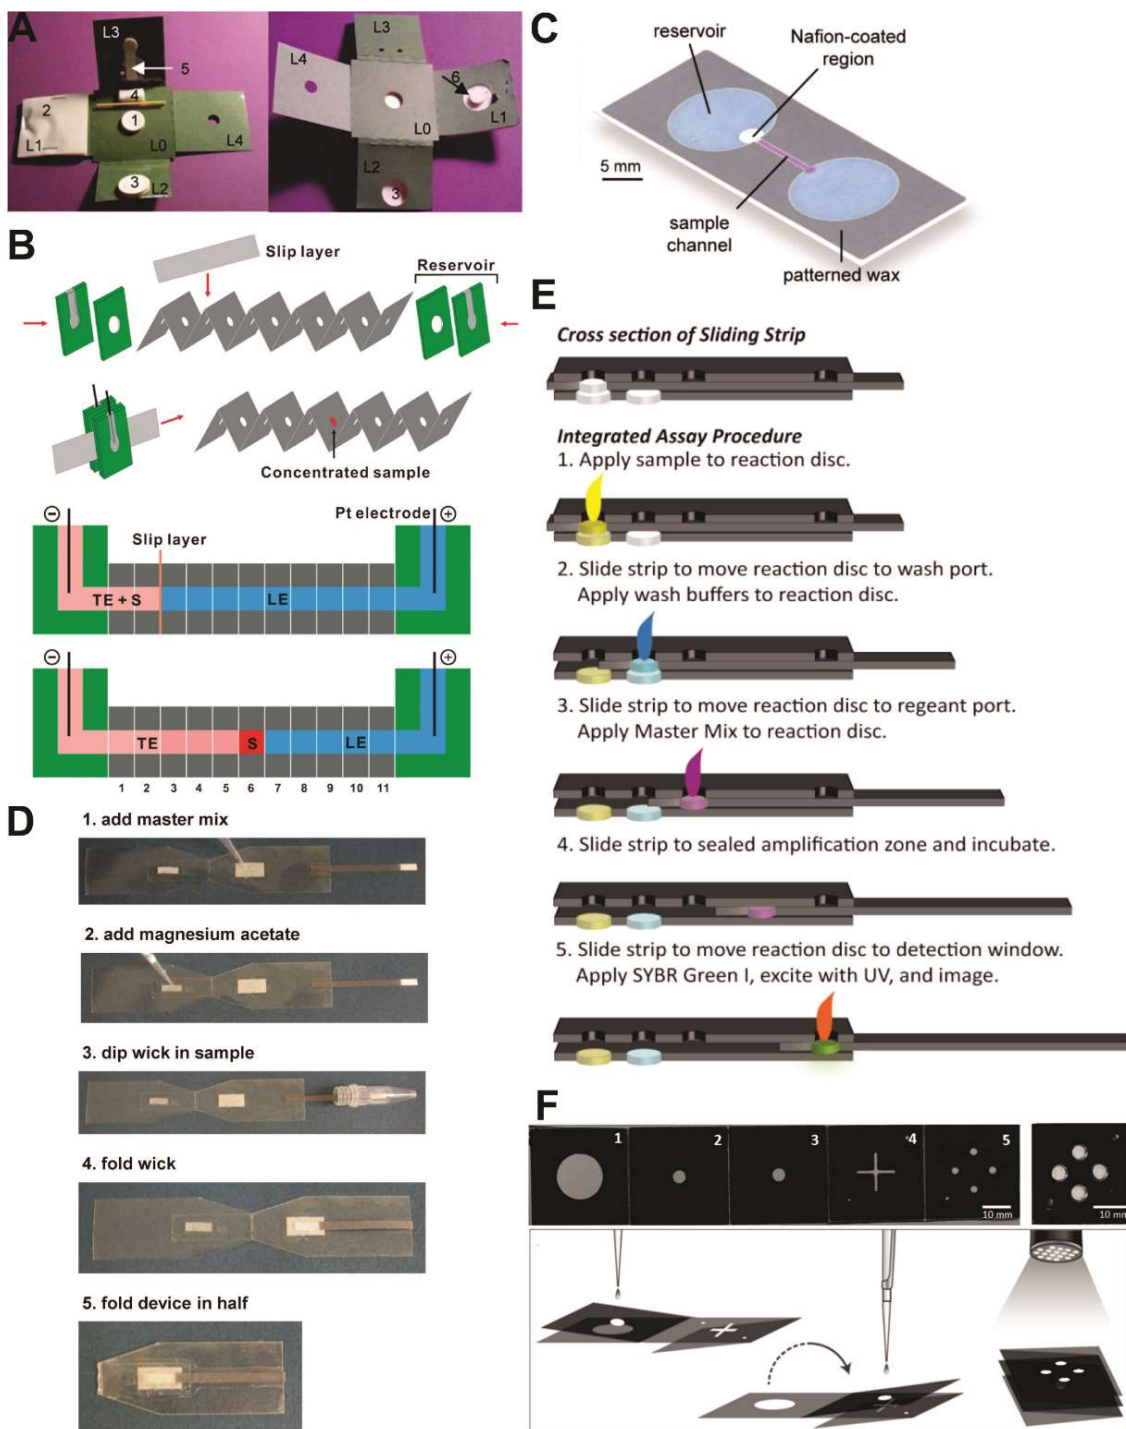 A
L3
5
4
2
1
L1
L0
L4
3
L2
L3
L4
6
L0
L1
L2
3
B
Slip layer
Reservoir
Concentrated sample
Pt electrode
Slip layer
TE + S
LE
TE
S
LE
1 2 3 4 5 6 7 8 9 10 11
C
reservoir
Nafion-coated
region
5 mm
sample
channel
patterned wax
D
1. add master mix
2. add magnesium acetate
3. dip wick in sample
4. fold wick
5. fold device in half
E
Cross section of Sliding Strip
Integrated Assay Procedure
1. Apply sample to reaction disc.
2. Slide strip to move reaction disc to wash port.
Apply wash buffers to reaction disc.
3. Slide strip to move reaction disc to regeant port.
Apply Master Mix to reaction disc.
4. Slide strip to sealed amplification zone and incubate.
5. Slide strip to move reaction disc to detection window.
Apply SYBR Green I, excite with UV, and image.
F
1 2 3 4 5
10 mm
10 mm